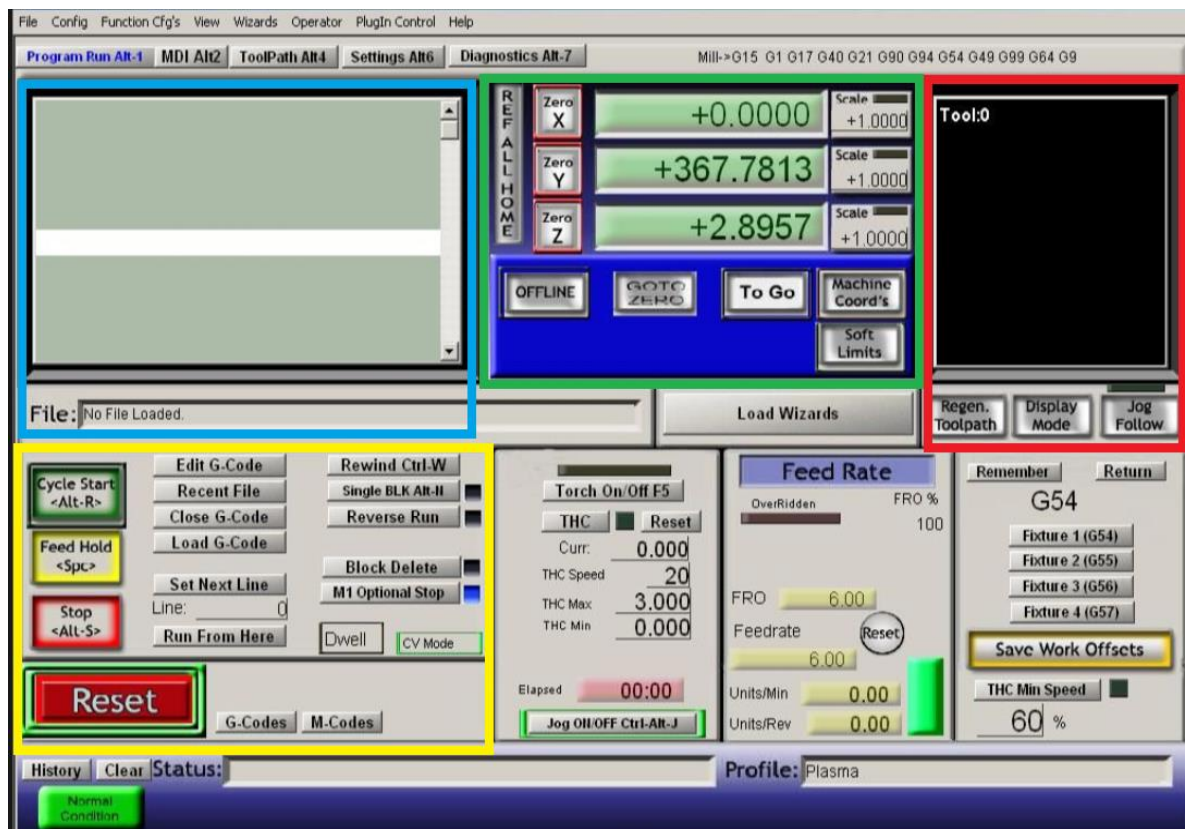 File Config Function Cfg's View Wizards Operator PlugIn Control Help
Program Run Alt-1 MDI Alt2 ToolPath Alt4 Settings Alt6 Diagnostics Alt-7 Mill->G15 G1 G17 G40 G21 G90 G94 G54 G49 G99 G64 G9
REF ALL HOME
Zero X +0.0000 Scale +1.0000
Zero Y +367.7813 Scale +1.0000
Zero Z +2.8957 Scale +1.0000
OFFLINE GOTO ZERO To Go Machine Coord's
Soft Limits
Tool:0
File: No File Loaded.
Load Wizards
Regen. Toolpath Display Mode Jog Follow
Cycle Start <Alt-R>
Feed Hold <Spc>
Stop <Alt-S>
Edit G-Code
Recent File
Close G-Code
Load G-Code
Set Next Line
Line: 0
Run From Here
Rewind Ctrl-W
Single BLK Alt-N
Reverse Run
Block Delete
M1 Optional Stop
Dwell CV Mode
Reset
G-Codes M-Codes
Torch On/Off F5
THC Reset
Curr: 0.000
THC Speed 20
THC Max 3.000
THC Min 0.000
Elapsed 00:00
Jog ON/OFF Ctrl-Alt-J
Feed Rate
OverRidden FRO %
100
FRO 6.00
Feedrate Reset
6.00
Units/Min 0.00
Units/Rev 0.00
Remember Return
G54
Fixture 1 (G54)
Fixture 2 (G55)
Fixture 3 (G56)
Fixture 4 (G57)
Save Work Offsets
THC Min Speed
60 %
History Clear Status: Profile: Plasma
Normal Condition